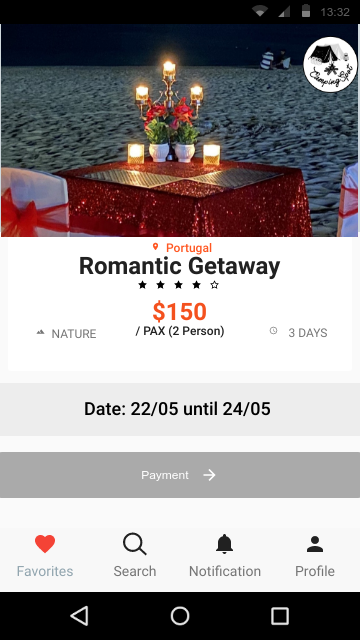 13:32
Camping Spot
Portugal
Romantic Getaway
$150
/ PAX (2 Person)
NATURE
3 DAYS
Date: 22/05 until 24/05
Payment
Favorites Search Notification Profile